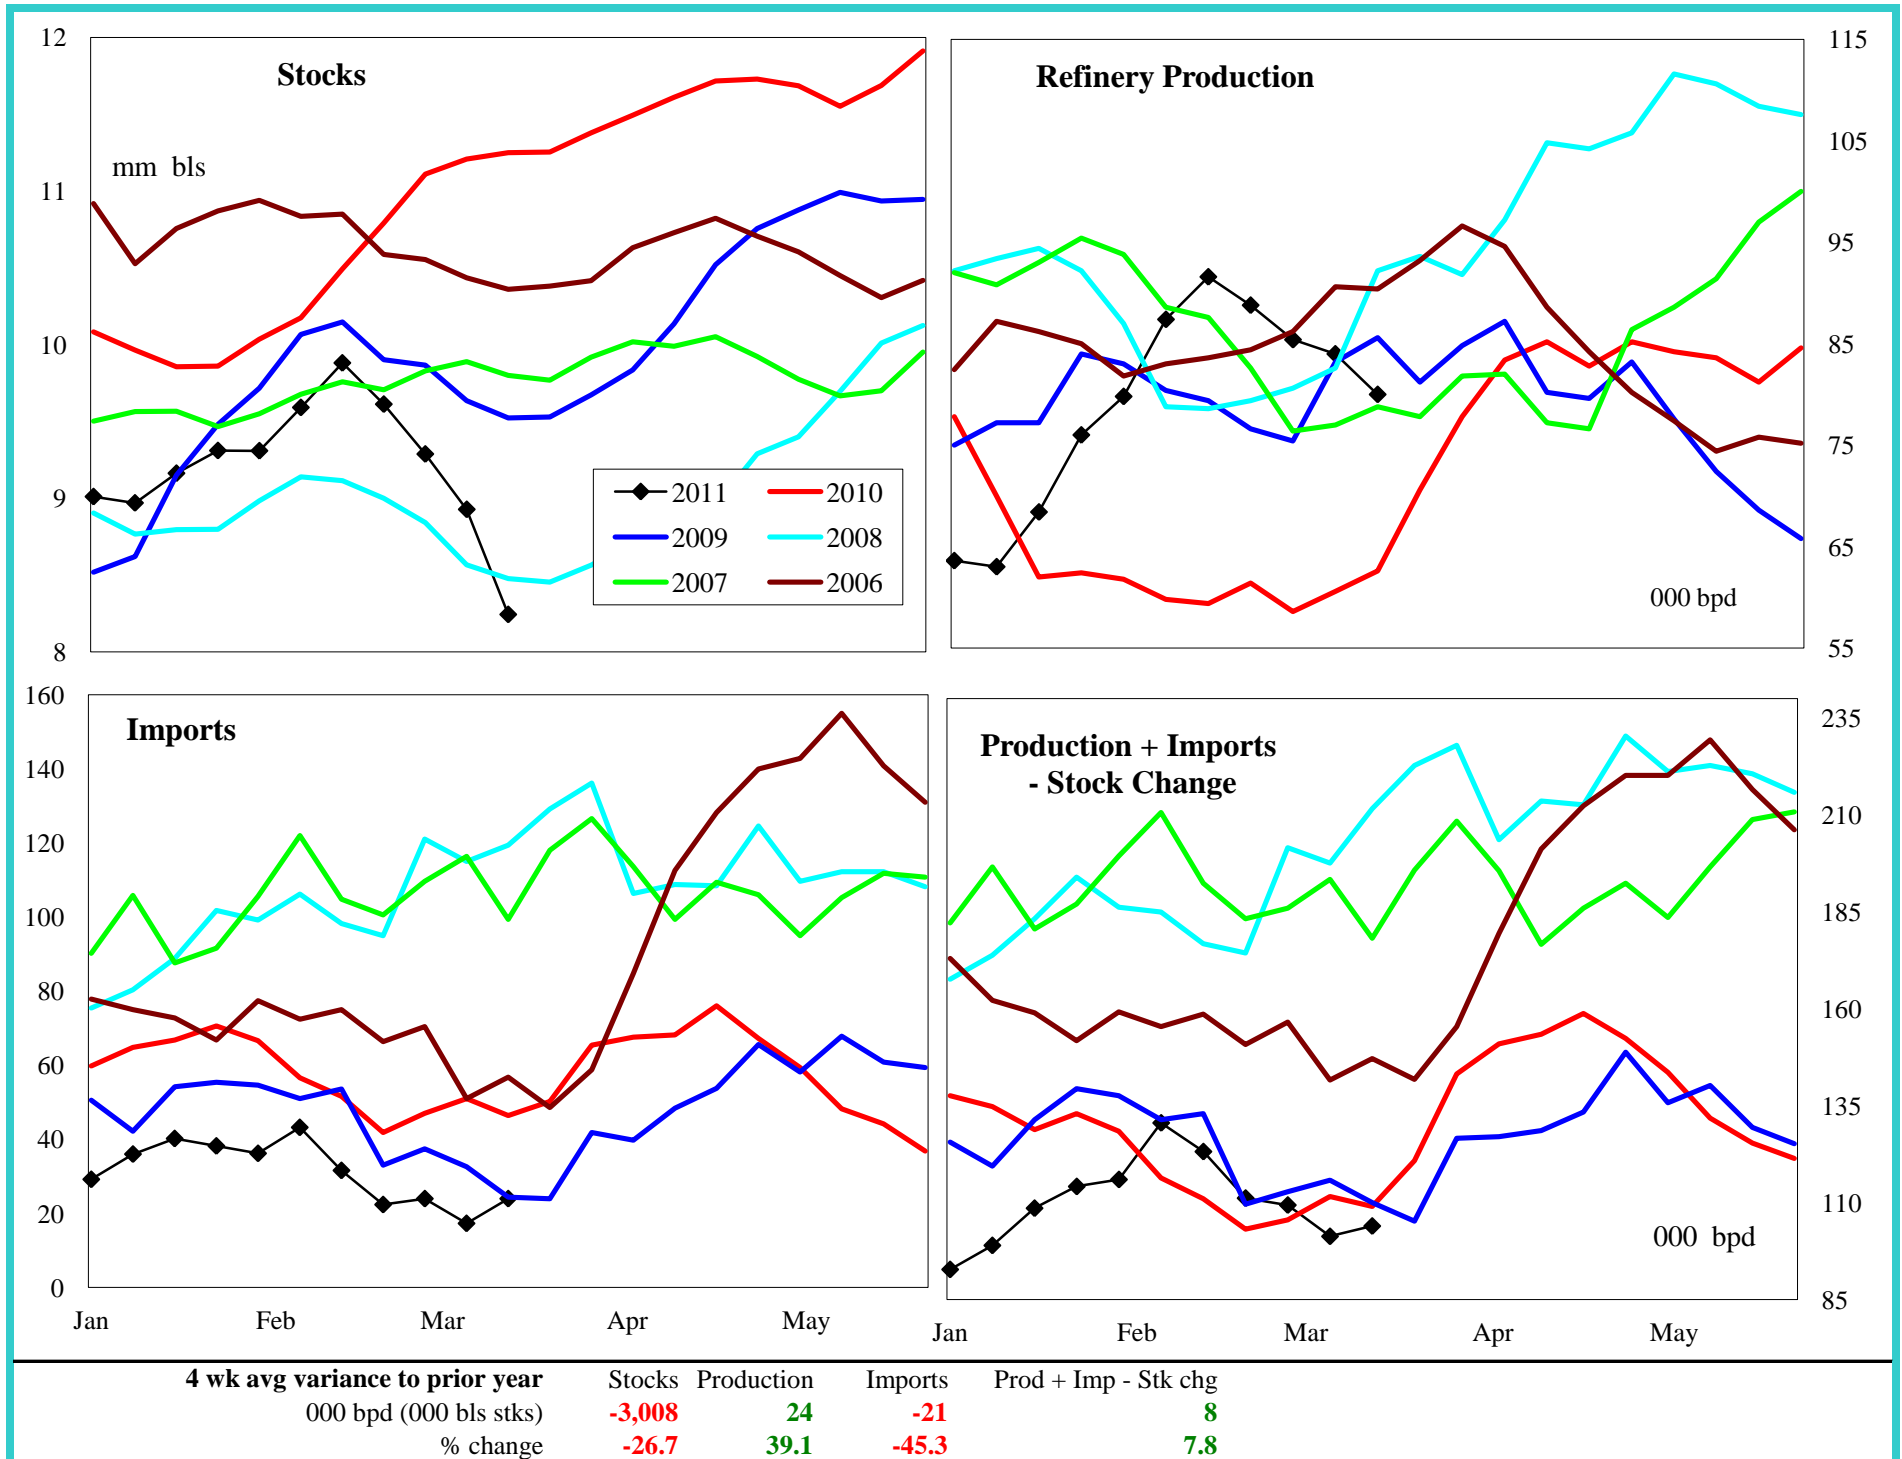 Stocks
mm bls
12
11
10
9
8
2011
2010
2009
2008
2007
2006
Refinery Production
000 bpd
115
105
95
85
75
65
55
Imports
160
140
120
100
80
60
40
20
0
Jan Feb Mar Apr May
Production + Imports
- Stock Change
000 bpd
235
210
185
160
135
110
85
Jan Feb Mar Apr May
4 wk avg variance to prior year Stocks Production Imports Prod + Imp - Stk chg
000 bpd (000 bls stks) -3,008 24 -21 8
% change -26.7 39.1 -45.3 7.8